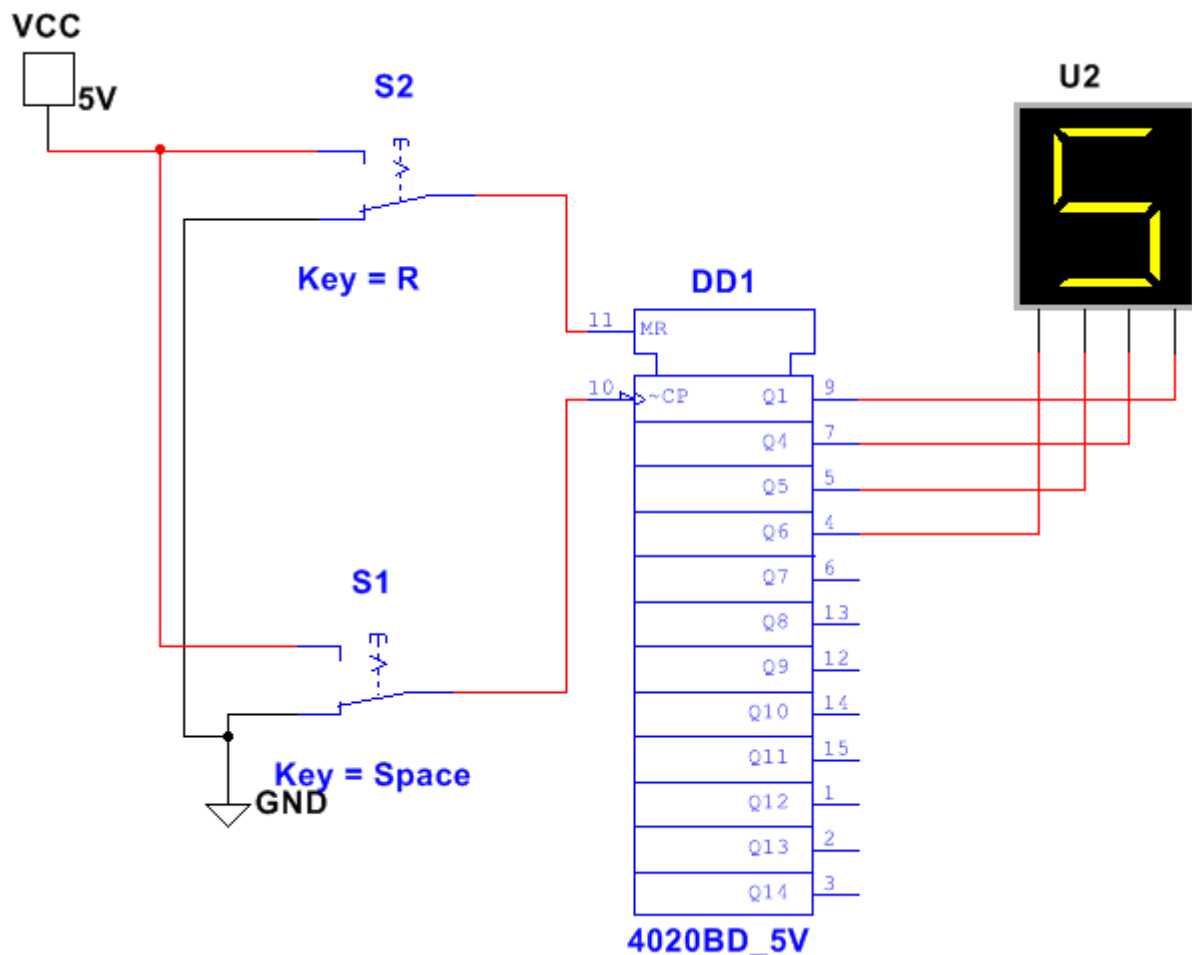 VCC
5V
S2
U2
5
Key = R
DD1
11 MR
10 ~CP Q1 9
Q4 7
Q5 5
Q6 4
Q7 6
S1
Q8 13
Q9 12
Q10 14
Q11 15
Key = Space
GND
Q12 1
Q13 2
Q14 3
4020BD_5V